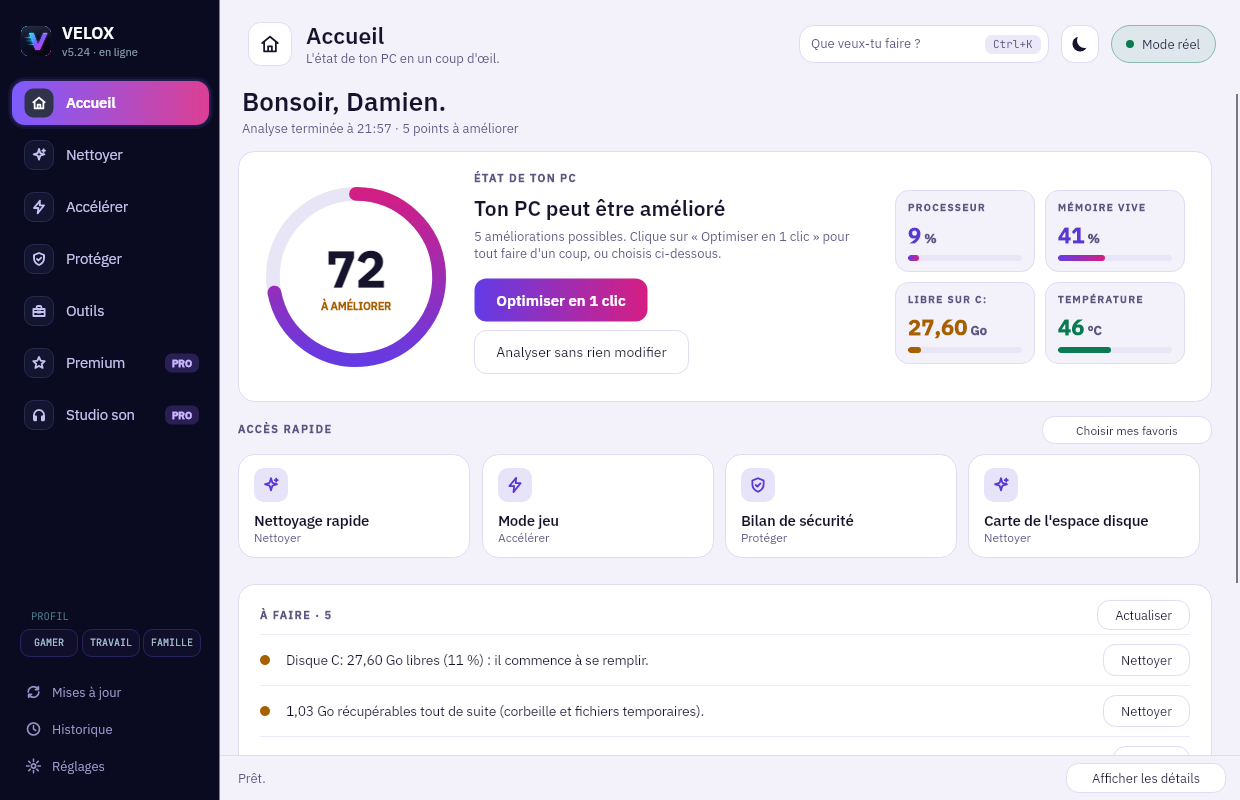 VELOX
v5.24 · en ligne
Accueil
Nettoyer
Accélérer
Protéger
Outils
Premium PRO
Studio son PRO
PROFIL
GAMER TRAVAIL FAMILLE
Mises à jour
Historique
Réglages
Accueil
L'état de ton PC en un coup d'œil.
Que veux-tu faire ? Ctrl+K
Mode réel
Bonsoir, Damien.
Analyse terminée à 21:57 · 5 points à améliorer
72
À AMÉLIORER
ÉTAT DE TON PC
Ton PC peut être amélioré
5 améliorations possibles. Clique sur « Optimiser en 1 clic » pour
tout faire d'un coup, ou choisis ci-dessous.
Optimiser en 1 clic
Analyser sans rien modifier
PROCESSEUR
9 %
MÉMOIRE VIVE
41 %
LIBRE SUR C:
27,60 Go
TEMPÉRATURE
46 °C
ACCÈS RAPIDE
Choisir mes favoris
Nettoyage rapide
Nettoyer
Mode jeu
Accélérer
Bilan de sécurité
Protéger
Carte de l'espace disque
Nettoyer
À FAIRE · 5
Actualiser
Disque C: 27,60 Go libres (11 %) : il commence à se remplir.
Nettoyer
1,03 Go récupérables tout de suite (corbeille et fichiers temporaires).
Nettoyer
Prêt.
Afficher les détails